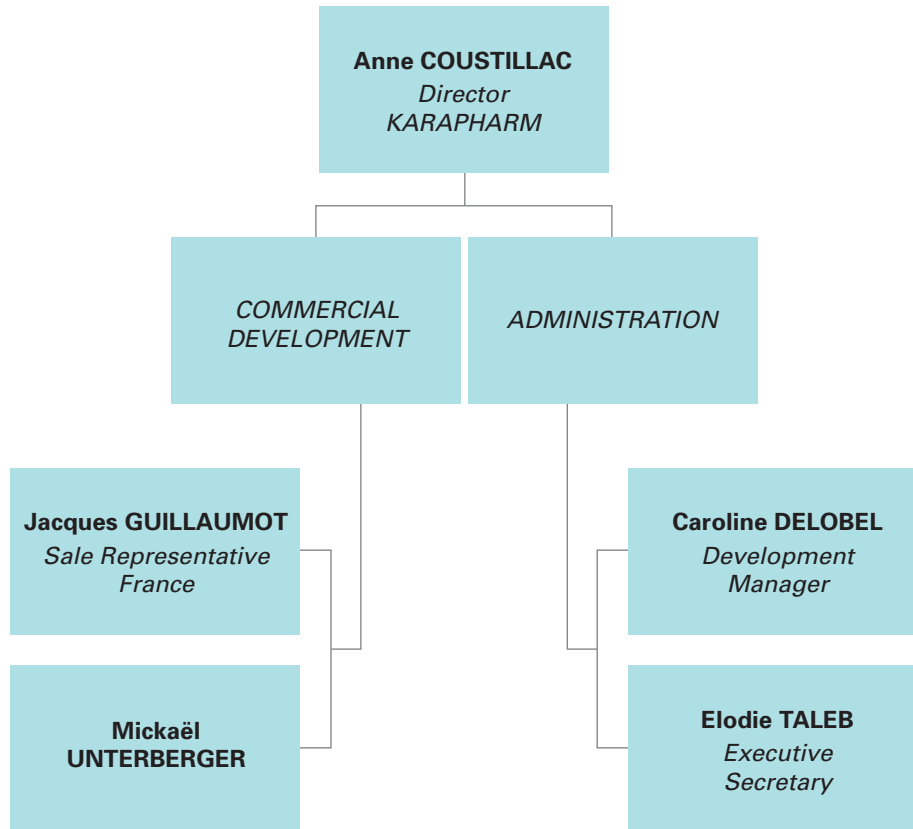 Anne COUSTILLAC
Director
KARAPHARM
COMMERCIAL
DEVELOPMENT
ADMINISTRATION
Jacques GUILLAUMOT
Sale Representative
France
Caroline DELOBEL
Development
Manager
Mickaël
UNTERBERGER
Elodie TALEB
Executive
Secretary